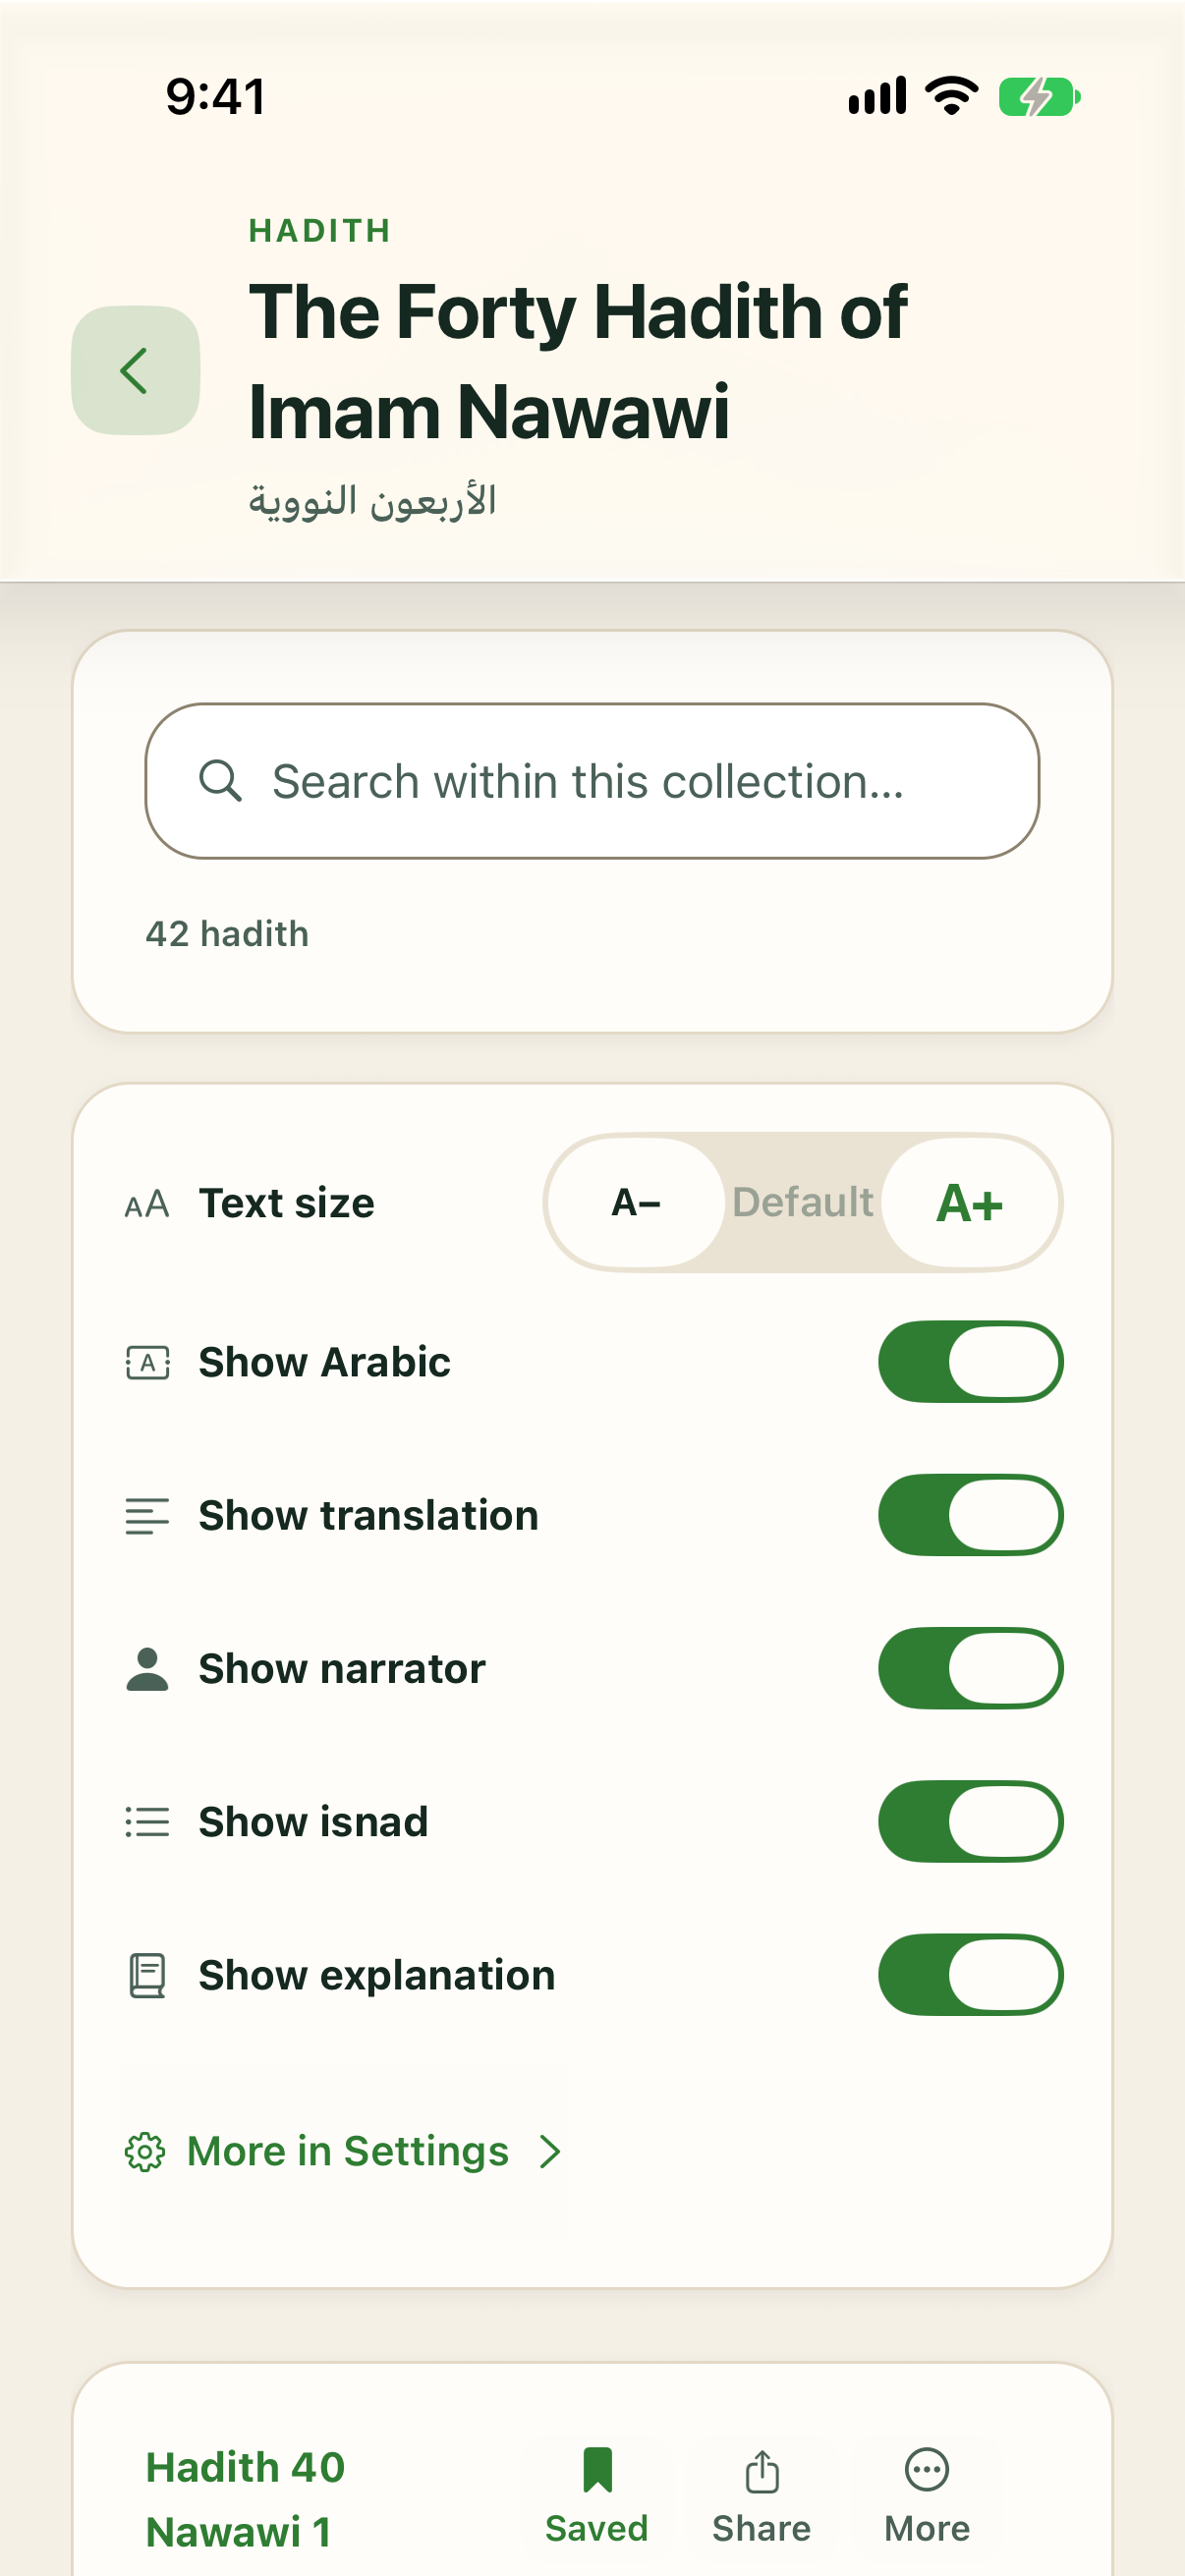 9:41
HADITH
The Forty Hadith of
Imam Nawawi
الأربعون النووية
Search within this collection...
42 hadith
AA Text size A− Default A+
A Show Arabic
Show translation
Show narrator
Show isnad
Show explanation
More in Settings
Hadith 40
Nawawi 1
Saved Share More